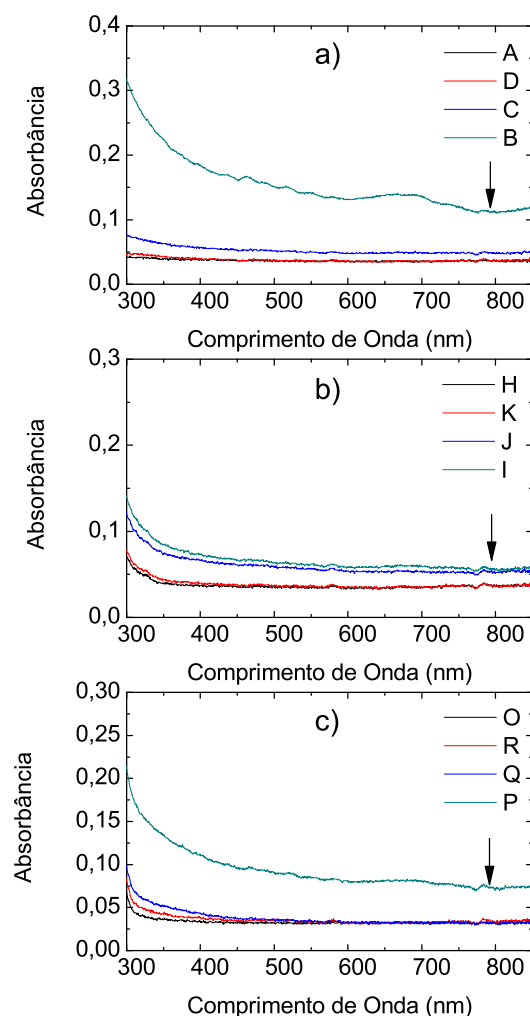 0,4
a)
A
D
C
B
0,3
0,2
0,1
0,0
Absorbância
300 400 500 600 700 800
Comprimento de Onda (nm)
0,3
b)
H
K
J
I
0,2
0,1
0,0
Absorbância
300 400 500 600 700 800
Comprimento de Onda (nm)
0,30
c)
O
R
Q
P
0,25
0,20
0,15
0,10
0,05
0,00
Absorbância
300 400 500 600 700 800
Comprimento de Onda (nm)